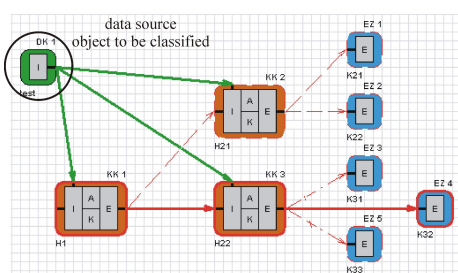 data source
object to be classified
DK 1
I
test
EZ 1
E
K21
KK 2
I A E
K
H21
EZ 2
E
K22
EZ 3
E
K31
KK 1
I A E
K
H1
KK 3
I A E
K
H22
EZ 4
E
K32
EZ 5
E
K33